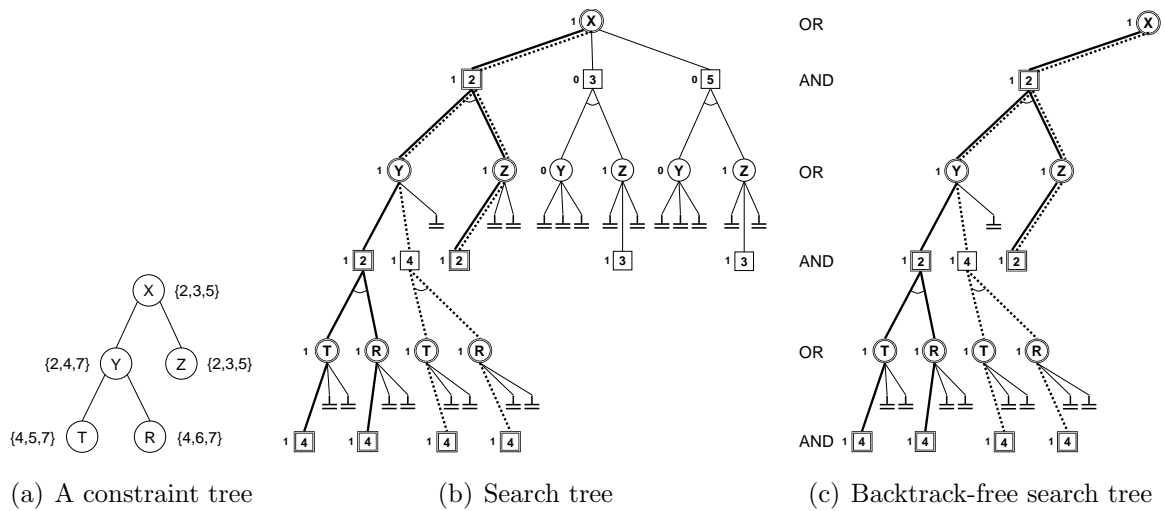 1 X OR 1 X
1 2 0 3 0 5 AND 1 2
1 Y 1 Z 0 Y 1 Z 0 Y 1 Z OR 1 Y 1 Z
1 2 1 4 1 2 1 3 1 3 AND 1 2 1 4 1 2
X {2,3,5}
{2,4,7} Y Z {2,3,5}
1 T 1 R 1 T 1 R OR 1 T 1 R 1 T 1 R
{4,5,7} T R {4,6,7}
1 4 1 4 1 4 1 4 AND 1 4 1 4 1 4 1 4
(a) A constraint tree (b) Search tree (c) Backtrack-free search tree